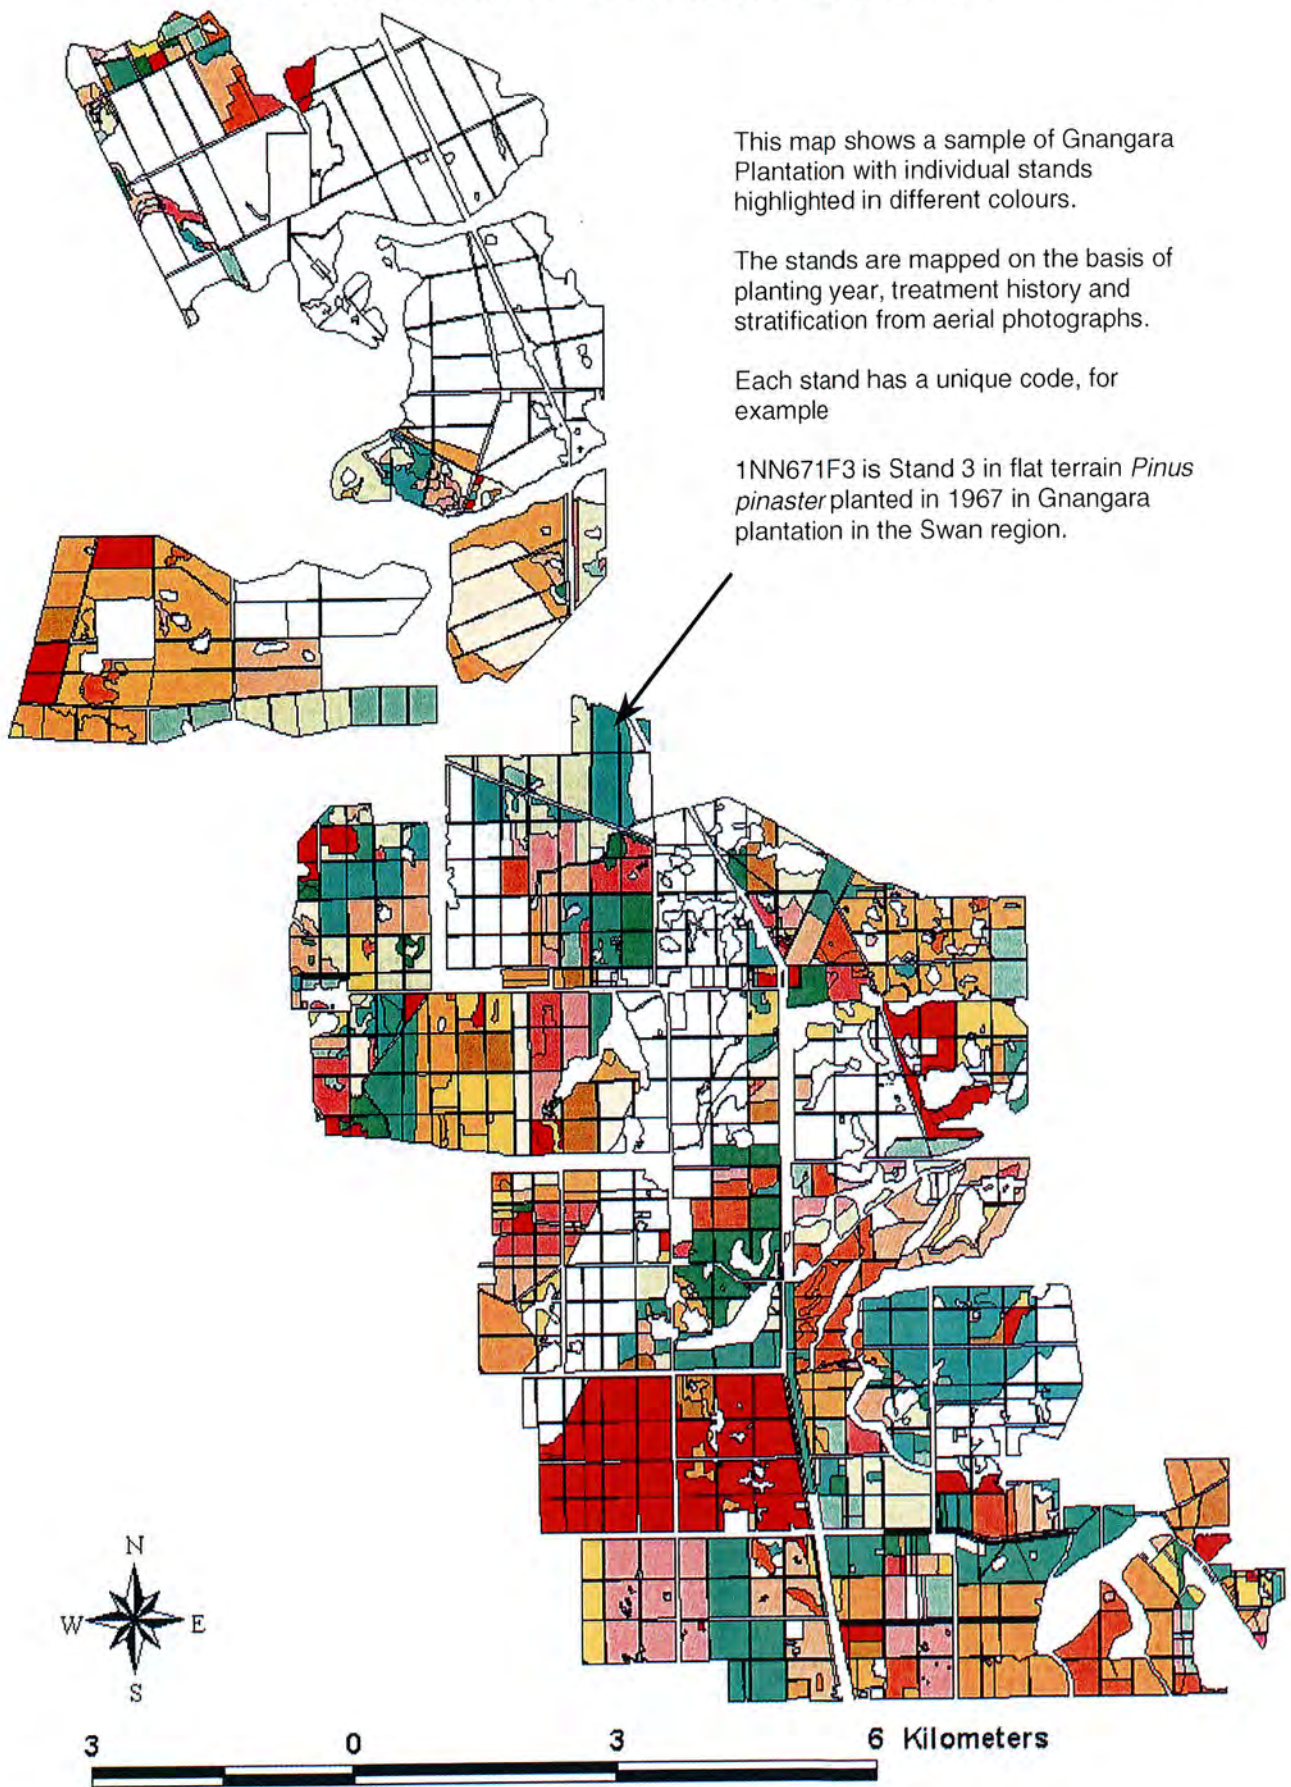 This map shows a sample of Gnangara
Plantation with individual stands
highlighted in different colours.
The stands are mapped on the basis of
planting year, treatment history and
stratification from aerial photographs.
Each stand has a unique code, for
example
1NN671F3 is Stand 3 in flat terrain Pinus
pinaster planted in 1967 in Gnangara
plantation in the Swan region.
N
W E
S
3 0 3 6 Kilometers